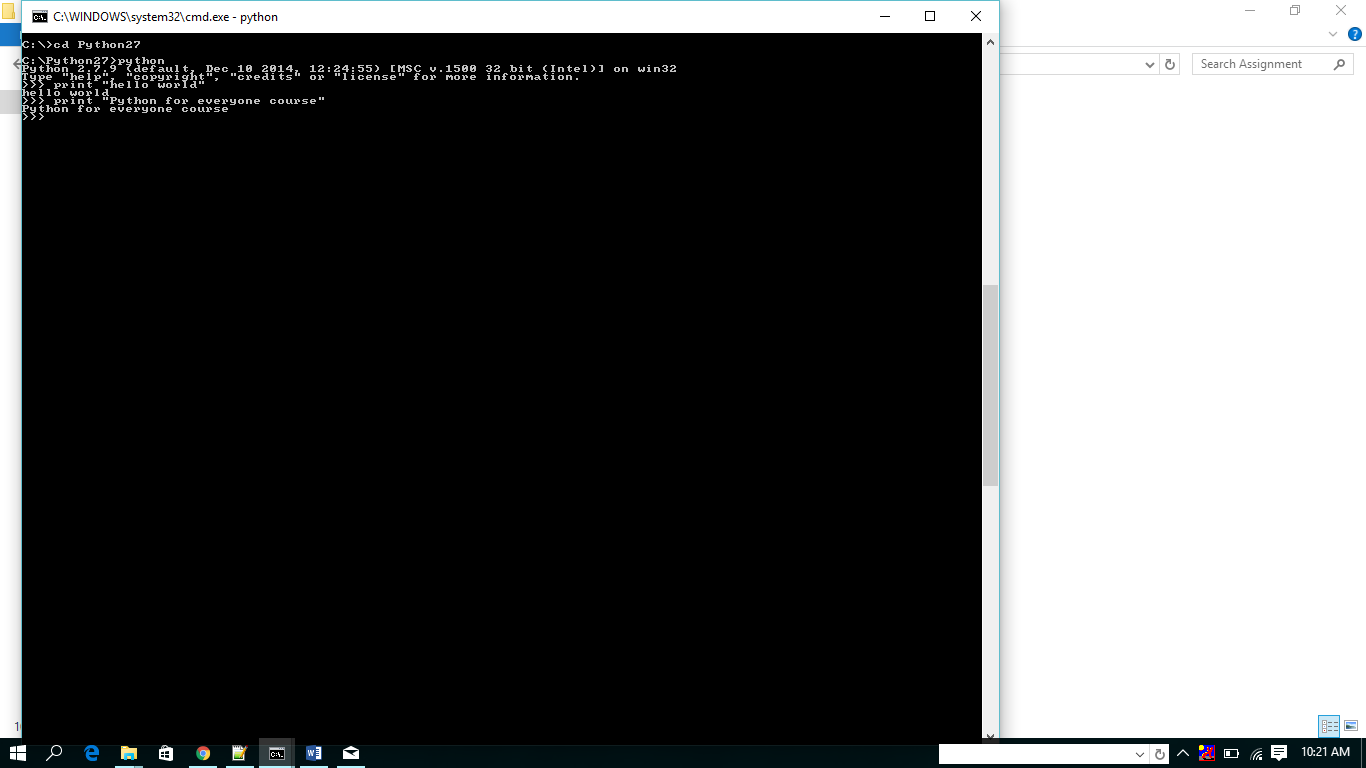 C:\WINDOWS\system32\cmd.exe - python
C:\>cd Python27
C:\Python27>python
Python 2.7.9 (default, Dec 10 2014, 12:24:55) [MSC v.1500 32 bit (Intel)] on win32
Type "help", "copyright", "credits" or "license" for more information.
>>> print "hello world"
hello world
>>> print "Python for everyone course"
Python for everyone course
>>>
Search Assignment
10:21 AM